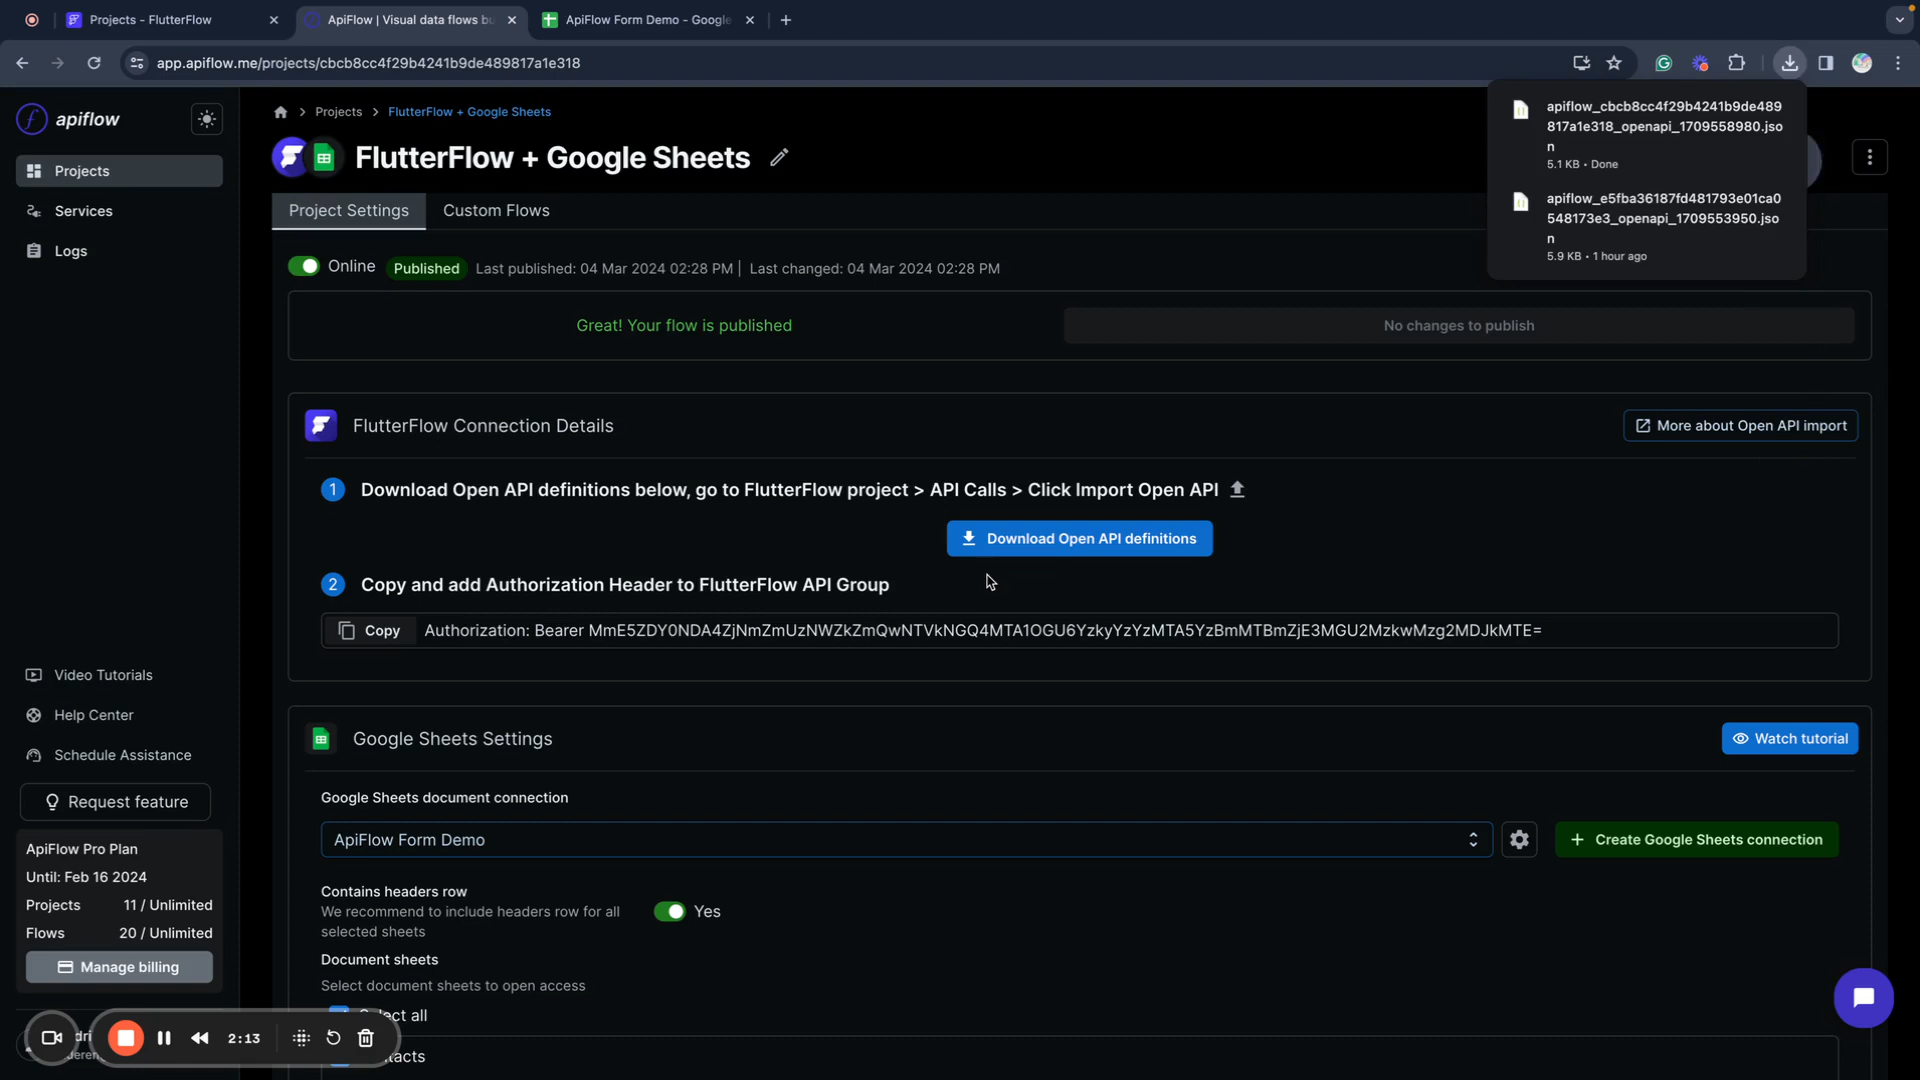 Projects - FlutterFlow
ApiFlow | Visual data flows bu
ApiFlow Form Demo - Google
app.apiflow.me/projects/cbcb8cc4f29b4241b9de489817a1e318
apiflow_cbcb8cc4f29b4241b9de489
817a1e318_openapi_1709558980.jso
n
5.1 KB • Done
apiflow_e5fba36187fd481793e01ca0
548173e3_openapi_1709553950.jso
n
5.9 KB • 1 hour ago
apiflow
Projects
Services
Logs
Projects
FlutterFlow + Google Sheets
FlutterFlow + Google Sheets
Project Settings
Custom Flows
Online
Published
Last published: 04 Mar 2024 02:28 PM |
Last changed: 04 Mar 2024 02:28 PM
Great! Your flow is published
No changes to publish
FlutterFlow Connection Details
More about Open API import
1 Download Open API definitions below, go to FlutterFlow project > API Calls > Click Import Open API
Download Open API definitions
2 Copy and add Authorization Header to FlutterFlow API Group
Copy
Authorization: Bearer MmE5ZDY0NDA4ZjNmZmUzNWZkZmQwNTVkNGQ4MTA1OGU6YzkyYzYzMTA5YzBmMTBmZjE3MGU2MzkwMzg2MDJkMTE=
Google Sheets Settings
Watch tutorial
Google Sheets document connection
ApiFlow Form Demo
Create Google Sheets connection
Contains headers row
We recommend to include headers row for all
selected sheets
Yes
Document sheets
Select document sheets to open access
Video Tutorials
Help Center
Schedule Assistance
Request feature
ApiFlow Pro Plan
Until: Feb 16 2024
Projects 11 / Unlimited
Flows 20 / Unlimited
Manage billing
2:13